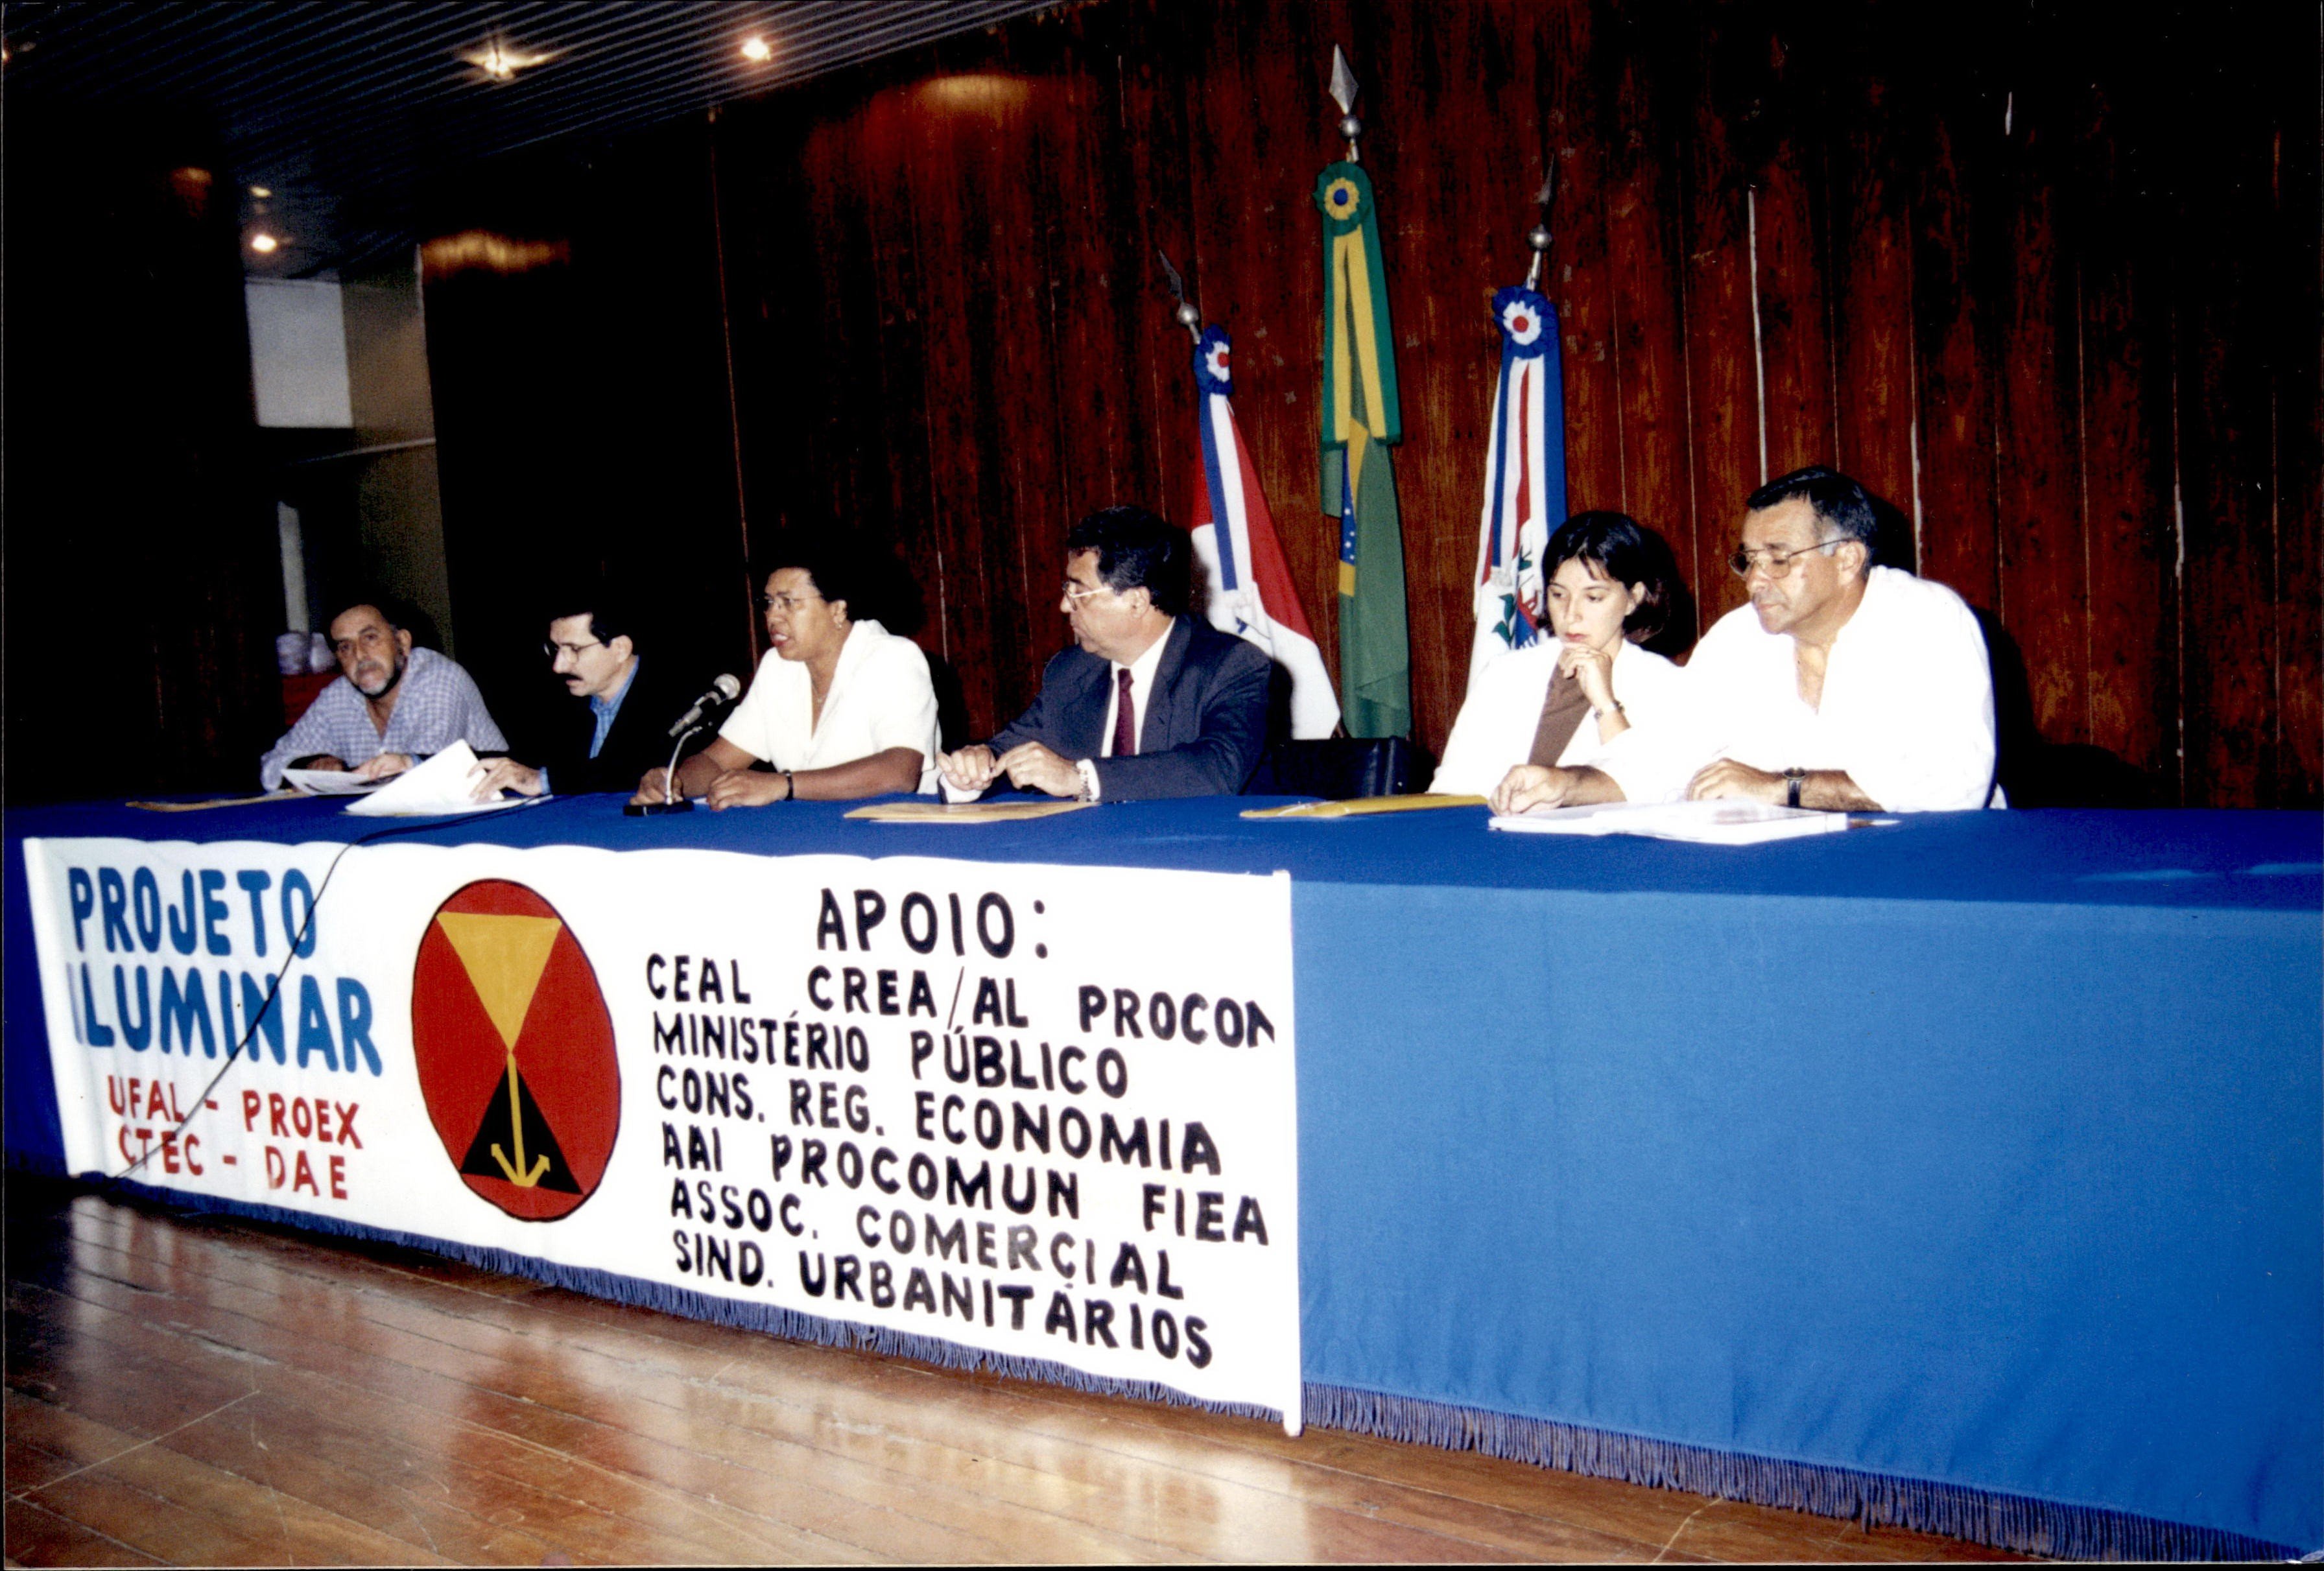 PROJETO
ILUMINAR
UFAL - PROEX
CTEC - DAE
APOIO:
CEAL CREA/AL PROCON
MINISTÉRIO PÚBLICO
CONS. REG. ECONOMIA
AAI PROCOMUN FIEA
ASSOC. COMERCIAL
SIND. URBANITÁRIOS